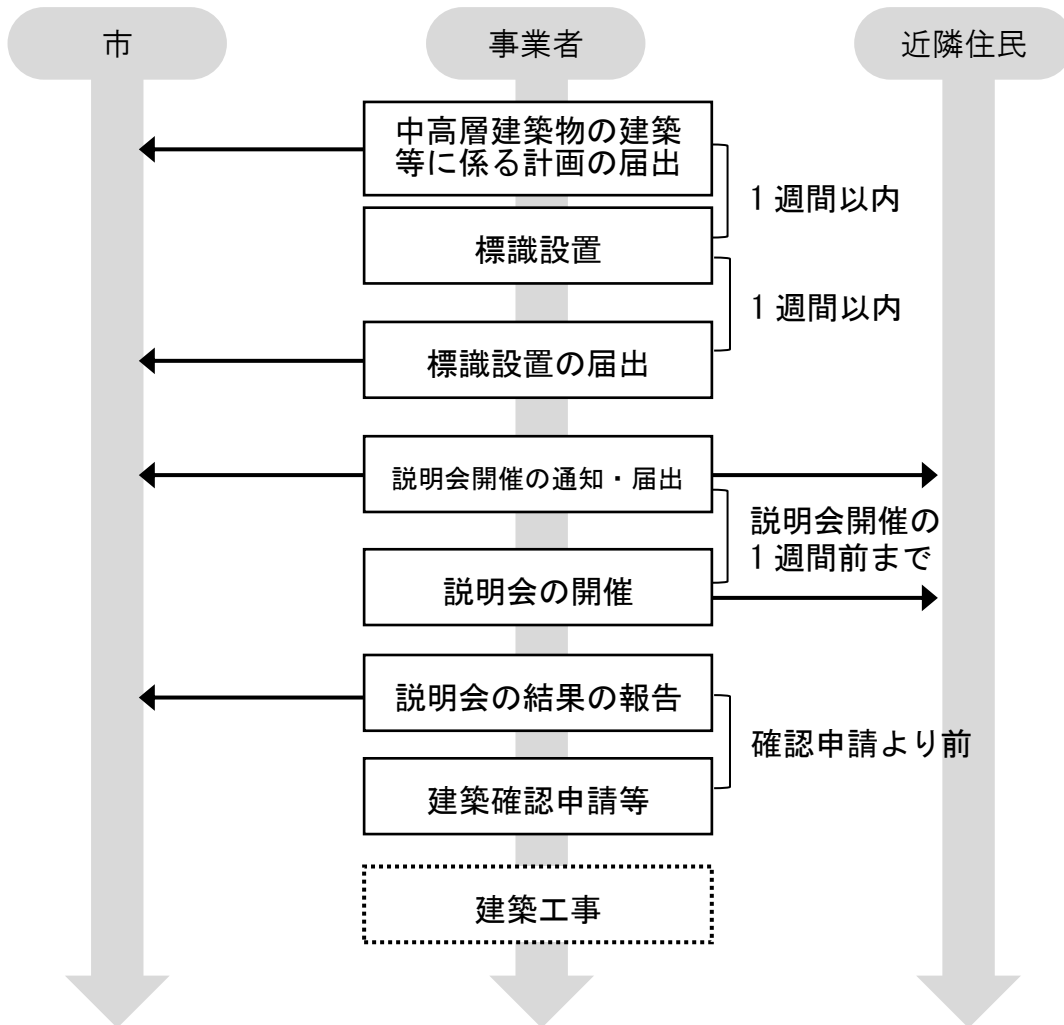 市
事業者
近隣住民
中高層建築物の建築
等に係る計画の届出
1週間以内
標識設置
1週間以内
標識設置の届出
説明会開催の通知・届出
説明会開催の
1週間前まで
説明会の開催
説明会の結果の報告
確認申請より前
建築確認申請等
建築工事